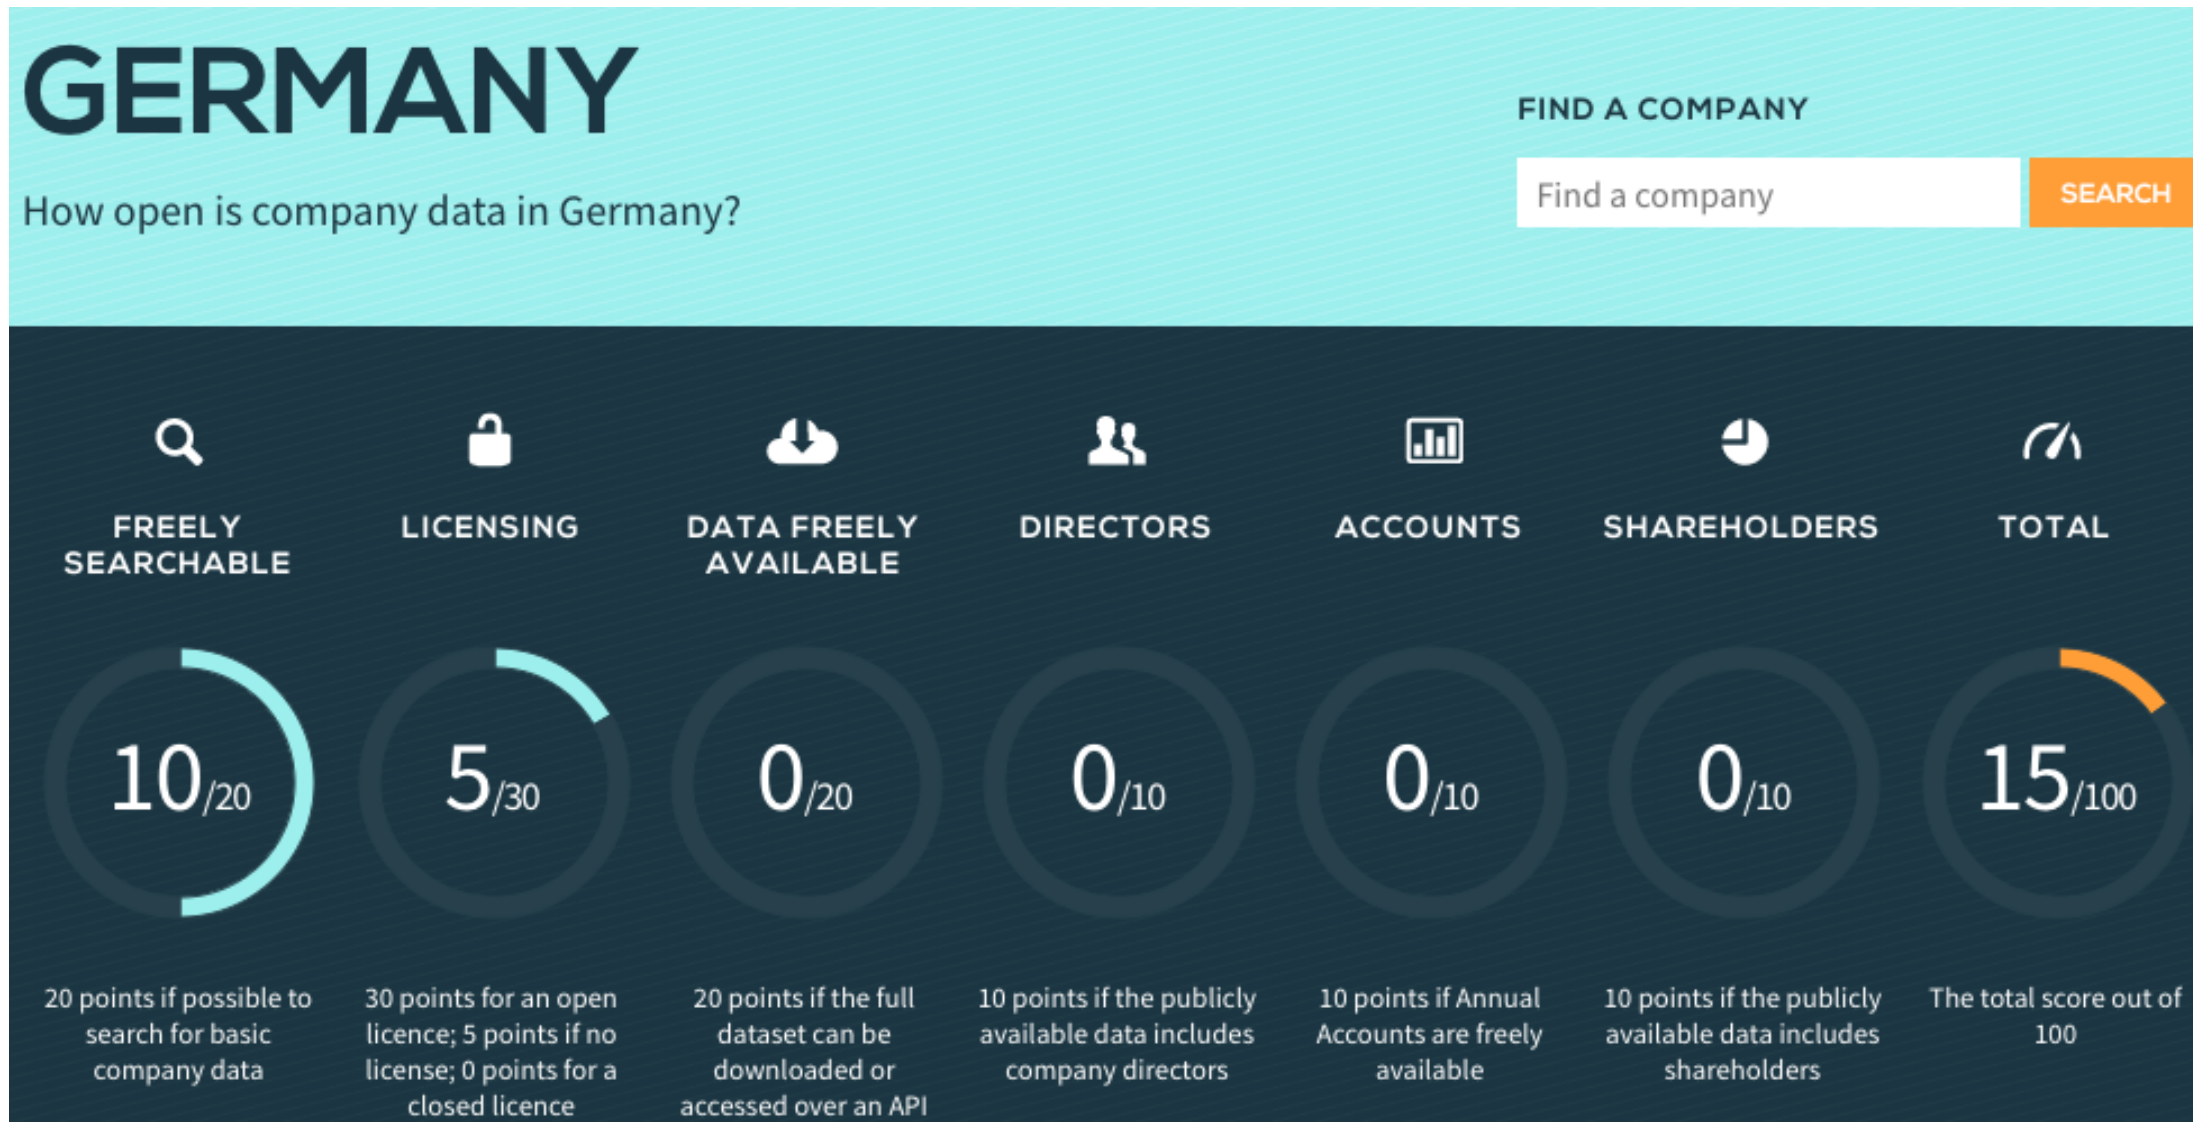 GERMANY
How open is company data in Germany?
FIND A COMPANY
Find a company
SEARCH
FREELY
SEARCHABLE
10/20
20 points if possible to
search for basic
company data
LICENSING
5/30
30 points for an open
licence; 5 points if no
license; 0 points for a
closed licence
DATA FREELY
AVAILABLE
0/20
20 points if the full
dataset can be
downloaded or
accessed over an API
DIRECTORS
0/10
10 points if the publicly
available data includes
company directors
ACCOUNTS
0/10
10 points if Annual
Accounts are freely
available
SHAREHOLDERS
0/10
10 points if the publicly
available data includes
shareholders
TOTAL
15/100
The total score out of
100